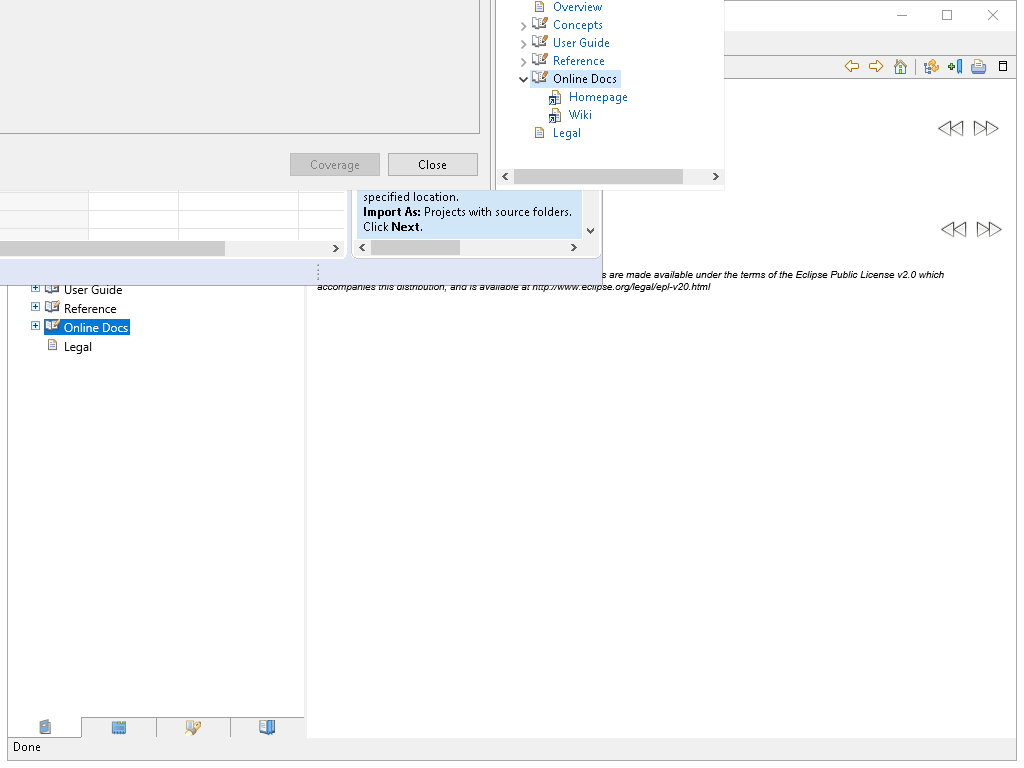 Overview
Concepts
User Guide
Reference
Online Docs
Homepage
Wiki
Legal
Coverage
Close
specified location.
Import As: Projects with source folders.
Click Next.
s are made available under the terms of the Eclipse Public License v2.0 which
accompanies this distribution, and is available at http://www.eclipse.org/legal/epl-v20.html
User Guide
Reference
Online Docs
Legal
Done